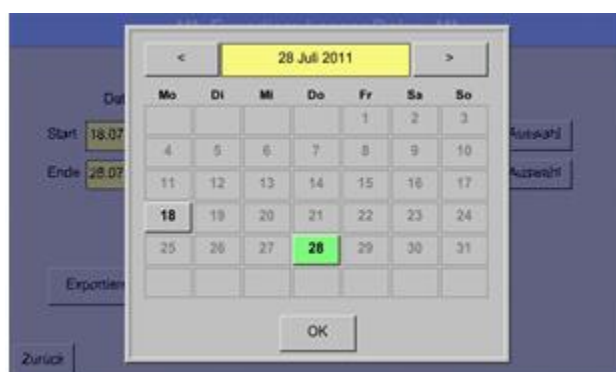 < 28 Juli 2011 >
Mo Di Mi Do Fr Sa So
1 2 3
Start 18.07 Auswahl
4 5 6 7 8 9 10
Ende 28.07 Auswahl
11 12 13 14 15 16 17
18 19 20 21 22 23 24
25 26 27 28 29 30 31
OK
Zurück